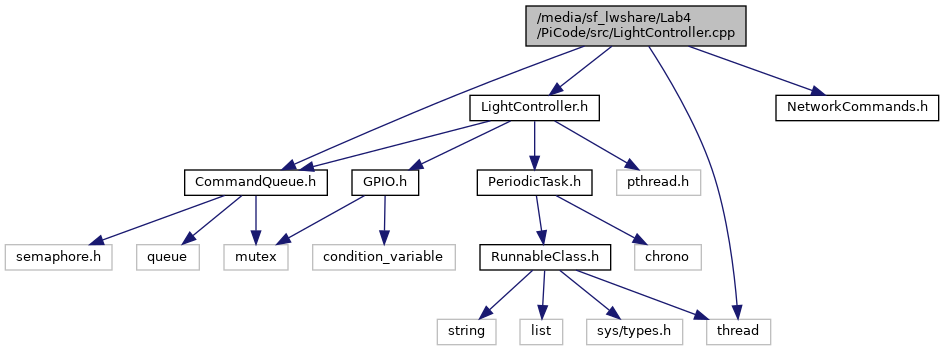 /media/sf_lwshare/Lab4
/PiCode/src/LightController.cpp
LightController.h
NetworkCommands.h
CommandQueue.h
GPIO.h
PeriodicTask.h
pthread.h
semaphore.h
queue
mutex
condition_variable
RunnableClass.h
chrono
string
list
sys/types.h
thread